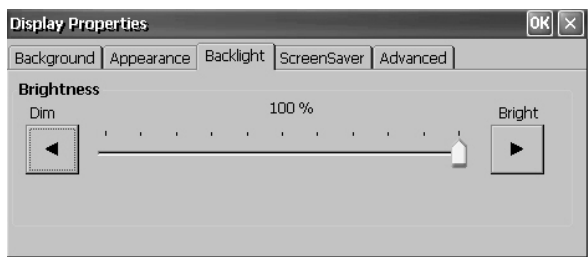 Display Properties OK ×
Background Appearance Backlight ScreenSaver Advanced
Brightness
Dim 100 % Bright